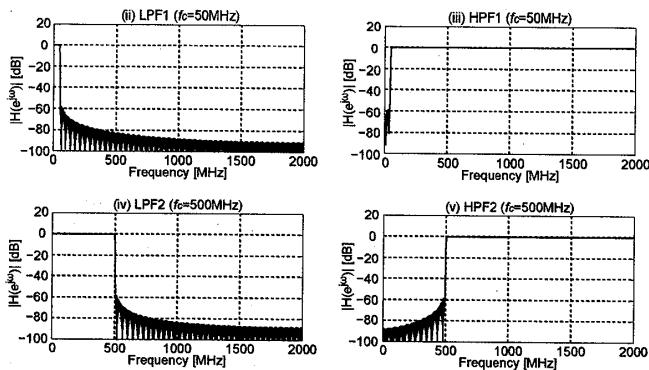 (ii) LPF1 (fc=50MHz)
|H(e^jω)| [dB]
20
0
−20
−40
−60
−80
−100
0 500 1000 1500 2000
Frequency [MHz]
(iii) HPF1 (fc=50MHz)
|H(e^jω)| [dB]
20
0
−20
−40
−60
−80
−100
0 500 1000 1500 2000
Frequency [MHz]
(iv) LPF2 (fc=500MHz)
|H(e^jω)| [dB]
20
0
−20
−40
−60
−80
−100
0 500 1000 1500 2000
Frequency [MHz]
(v) HPF2 (fc=500MHz)
|H(e^jω)| [dB]
20
0
−20
−40
−60
−80
−100
0 500 1000 1500 2000
Frequency [MHz]